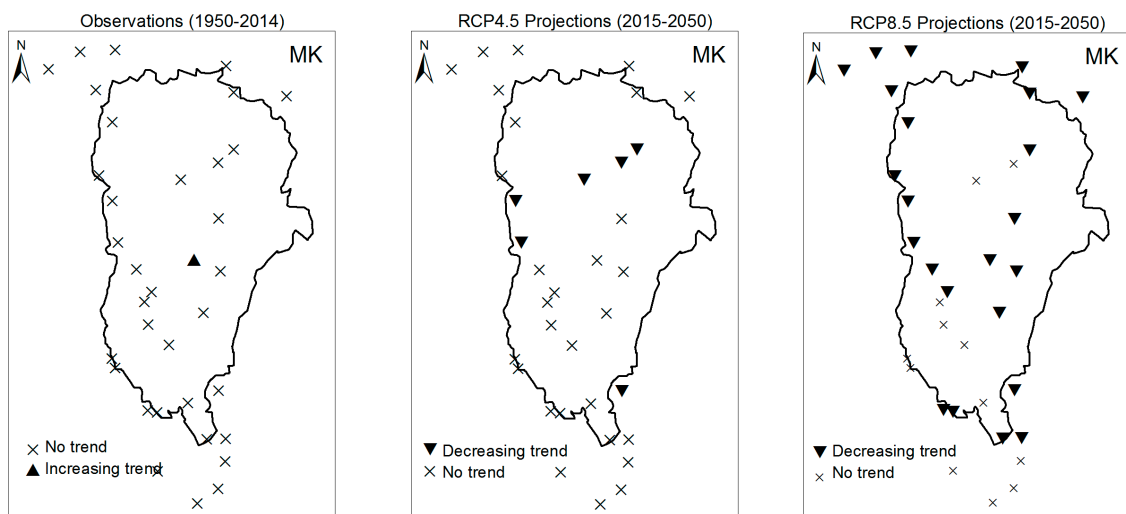 Observations (1950-2014)
N
MK
No trend
Increasing trend
RCP4.5 Projections (2015-2050)
N
MK
Decreasing trend
No trend
RCP8.5 Projections (2015-2050)
N
MK
Decreasing trend
No trend